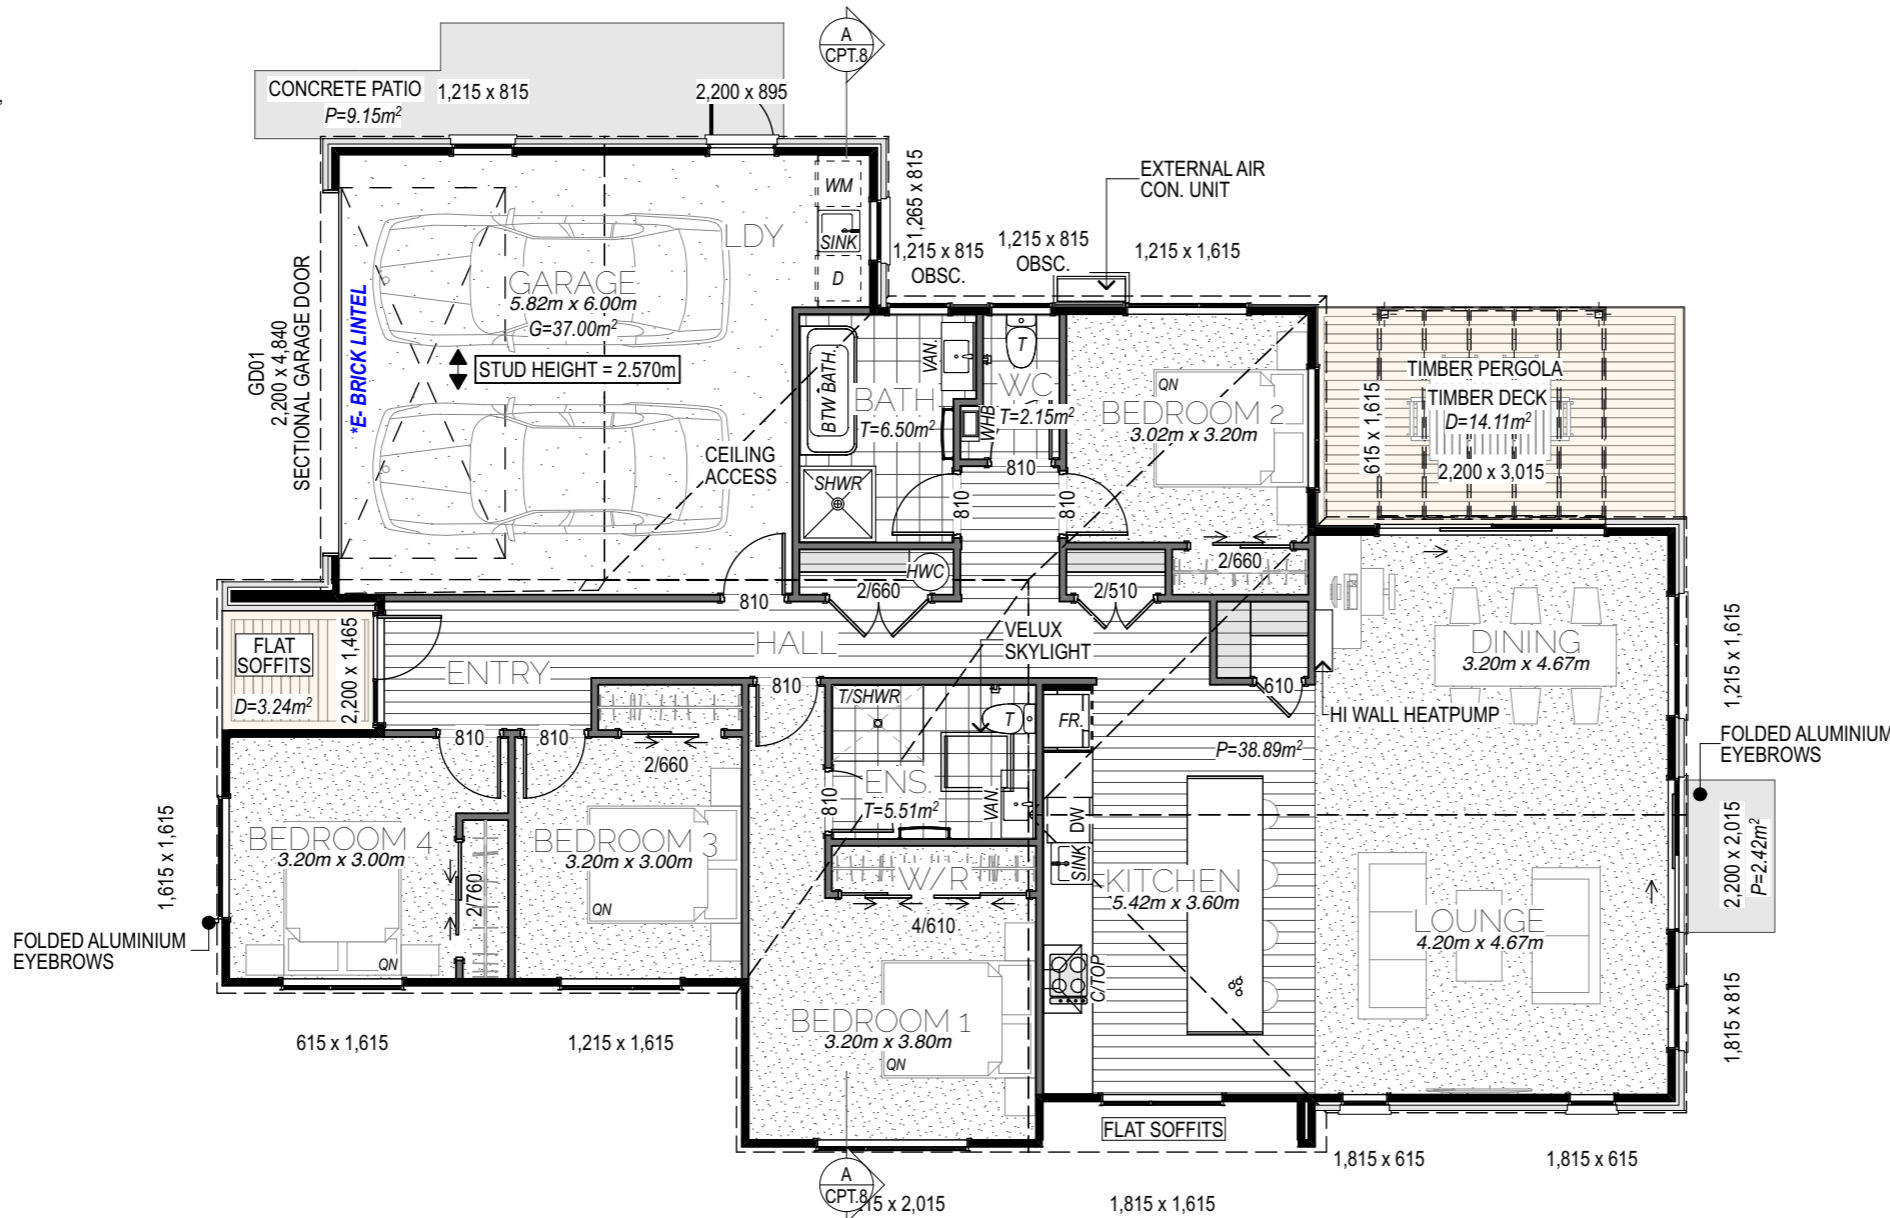 A
CPT.8
CONCRETE PATIO
P=9.15m²
1,215 x 815
2,200 x 895
1,265 x 815
EXTERNAL AIR
CON. UNIT
WM
SINK
D
LDY
1,215 x 815
OBSC.
1,215 x 815
OBSC.
1,215 x 1,615
GARAGE
5.82m x 6.00m
G=37.00m²
STUD HEIGHT = 2.570m
GD01
2,200 x 4,840
SECTIONAL GARAGE DOOR
*E- BRICK LINTEL
CEILING
ACCESS
BTW BATH.
VAN.
BATH
T=6.50m²
SHWR
T
WC
T=2.15m²
WHB
810
810
810
QN
BEDROOM 2
3.02m x 3.20m
2/660
615 x 1,615
TIMBER PERGOLA
TIMBER DECK
D=14.11m²
2,200 x 3,015
HWC
2/660
2/510
810
HALL
VELUX
SKYLIGHT
ENTRY
FLAT
SOFFITS
D=3.24m²
2,200 x 1,465
810
T/SHWR
T
FR.
610
HI WALL HEATPUMP
DINING
3.20m x 4.67m
1,215 x 1,615
FOLDED ALUMINIUM
EYEBROWS
810
810
2/660
P=38.89m²
ENS.
T=5.51m²
VAN.
810
DW
SINK
BEDROOM 4
3.20m x 3.00m
2/760
QN
BEDROOM 3
3.20m x 3.00m
QN
W/R
4/610
KITCHEN
5.42m x 3.60m
C/TOP
LOUNGE
4.20m x 4.67m
2,200 x 2,015
P=2.42m²
1,615 x 1,615
FOLDED ALUMINIUM
EYEBROWS
BEDROOM 1
3.20m x 3.80m
QN
615 x 1,615
1,215 x 1,615
1,815 x 815
FLAT SOFFITS
1,815 x 615
1,815 x 615
A
CPT.8
15 x 2,015
1,815 x 1,615